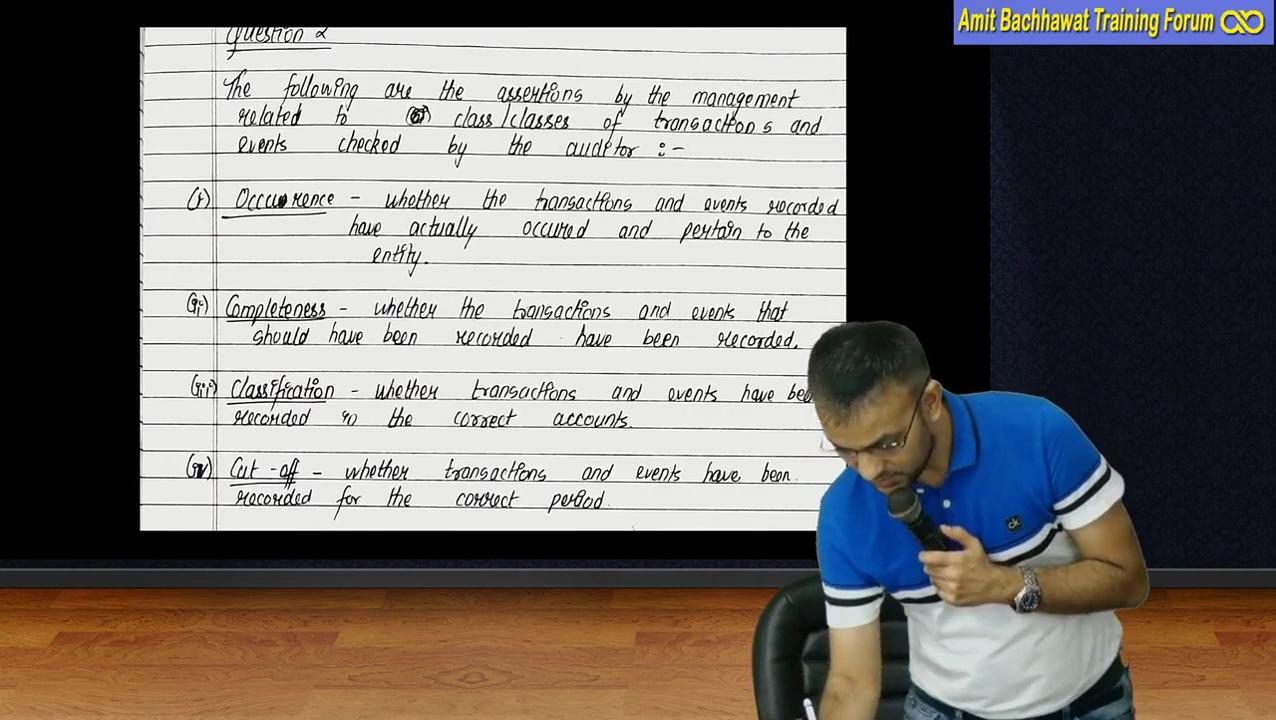 Amit Bachhawat Training Forum
Question 2
The following are the assertions by the management
related to class/classes of transactions and
events checked by the auditor :-
(i) Occurrence - whether the transactions and events recorded
have actually occured and pertain to the
entity.
(ii) Completeness - whether the transactions and events that
should have been recorded have been recorded.
(iii) Classification - whether transactions and events have been
recorded in the correct accounts.
(iv) Cut-off - whether transactions and events have been
recorded for the correct period.